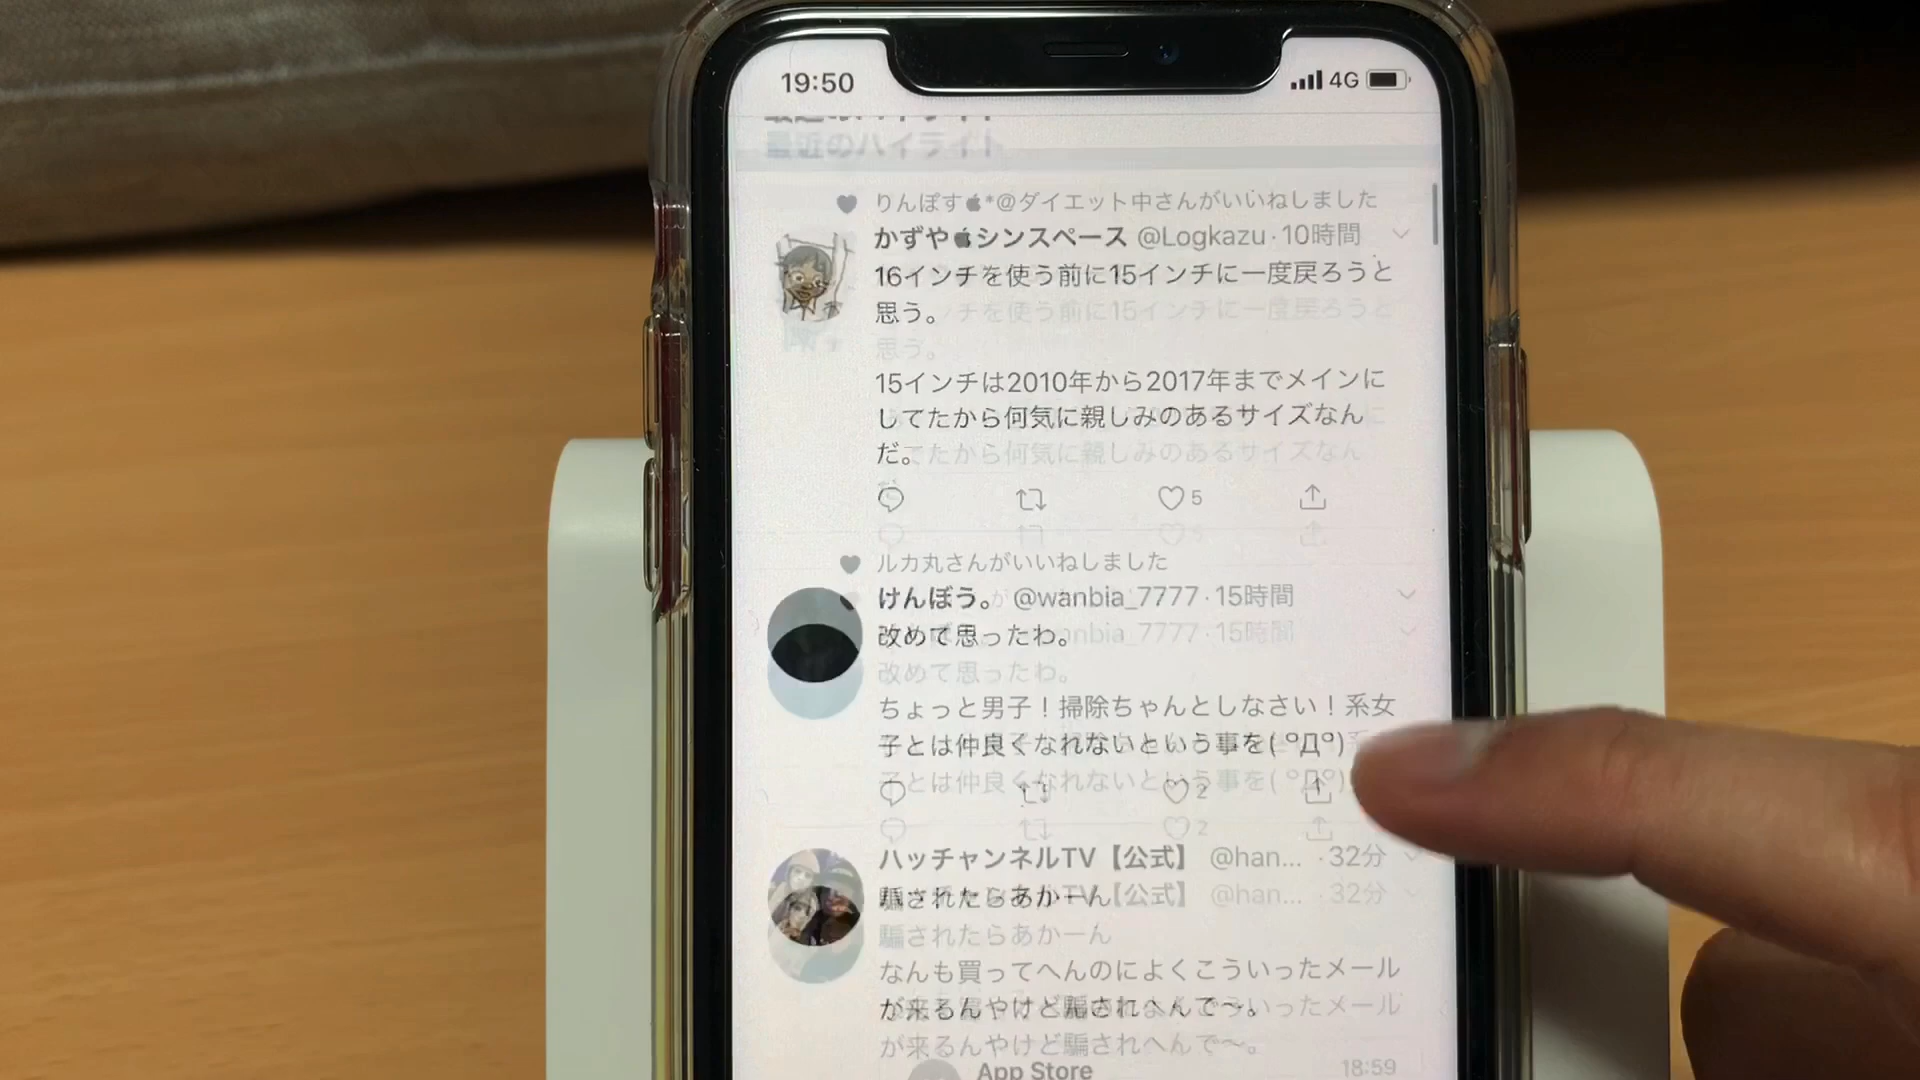 19:50
4G
最近のハイライト
りんぽす*@ダイエット中さんがいいねしました
かずやシンスペース @Logkazu·10時間
16インチを使う前に15インチに一度戻ろうと
思う。
15インチは2010年から2017年までメインに
してたから何気に親しみのあるサイズなん
だ。
5
ルカ丸さんがいいねしました
けんぼう。 @wanbia_7777·15時間
改めて思ったわ。
ちょっと男子！掃除ちゃんとしなさい！系女
子とは仲良くなれないという事を( ºДº)
2
ハッチャンネルTV【公式】 @han... ·32分
騙されたらあかーん
なんも買ってへんのによくこういったメール
が来るんやけど騙されへんで〜。
App Store
18:59